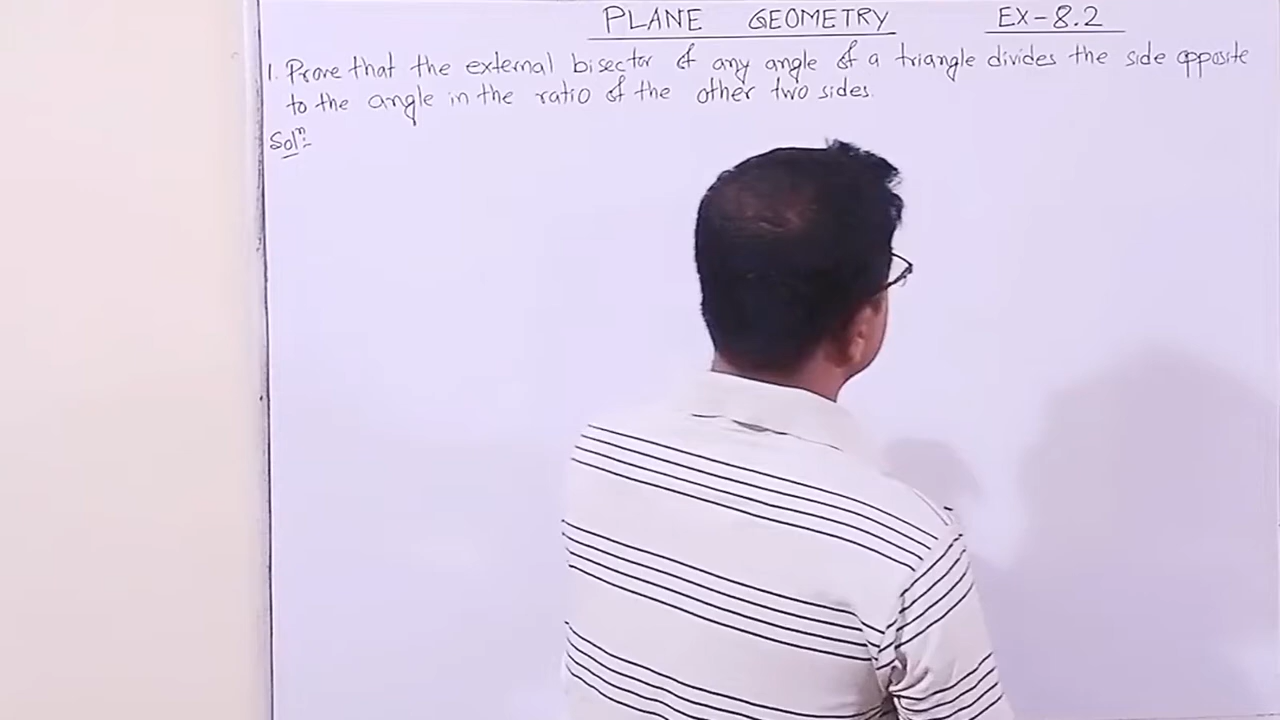 PLANE GEOMETRY EX-8.2
1. Prove that the external bisector of any angle of a triangle divides the side opposite
to the angle in the ratio of the other two sides.
Solⁿ:-